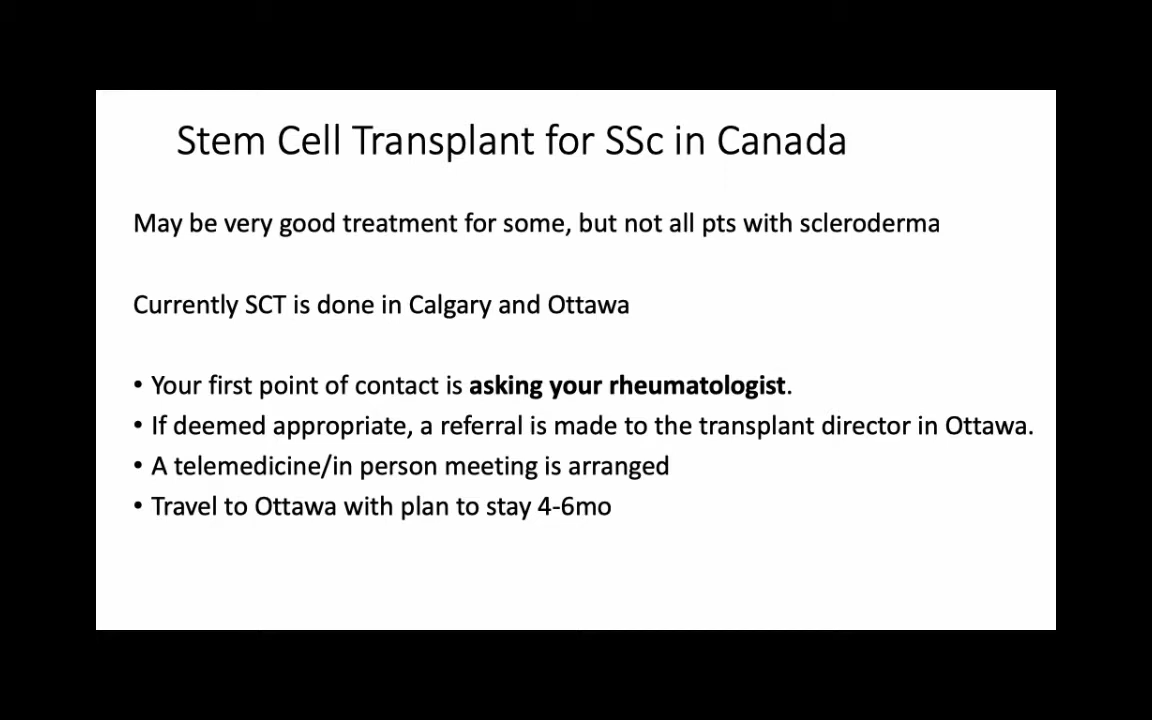 Stem Cell Transplant for SSc in Canada
May be very good treatment for some, but not all pts with scleroderma
Currently SCT is done in Calgary and Ottawa
• Your first point of contact is asking your rheumatologist.
• If deemed appropriate, a referral is made to the transplant director in Ottawa.
• A telemedicine/in person meeting is arranged
• Travel to Ottawa with plan to stay 4-6mo